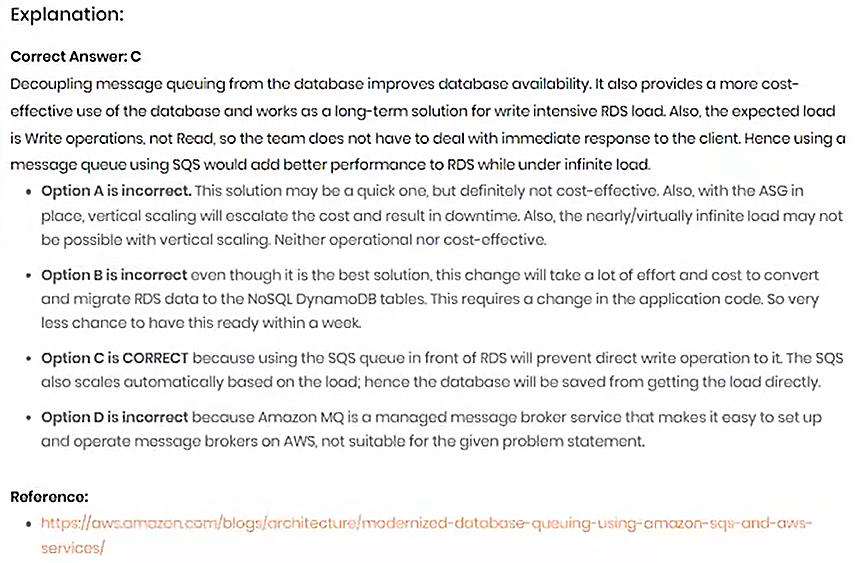 Explanation:
Correct Answer: C
Decoupling message queuing from the database improves database availability. It also provides a more cost-
effective use of the database and works as a long-term solution for write intensive RDS load. Also, the expected load
is Write operations, not Read, so the team does not have to deal with immediate response to the client. Hence using a
message queue using SQS would add better performance to RDS while under infinite load.
• Option A is incorrect. This solution may be a quick one, but definitely not cost-effective. Also, with the ASG in
place, vertical scaling will escalate the cost and result in downtime. Also, the nearly/virtually infinite load may not
be possible with vertical scaling. Neither operational nor cost-effective.
• Option B is incorrect even though it is the best solution, this change will take a lot of effort and cost to convert
and migrate RDS data to the NoSQL DynamoDB tables. This requires a change in the application code. So very
less chance to have this ready within a week.
• Option C is CORRECT because using the SQS queue in front of RDS will prevent direct write operation to it. The SQS
also scales automatically based on the load; hence the database will be saved from getting the load directly.
• Option D is incorrect because Amazon MQ is a managed message broker service that makes it easy to set up
and operate message brokers on AWS, not suitable for the given problem statement.
Reference:
• https://aws.amazon.com/blogs/architecture/modernized-database-queuing-using-amazon-sqs-and-aws-
services/